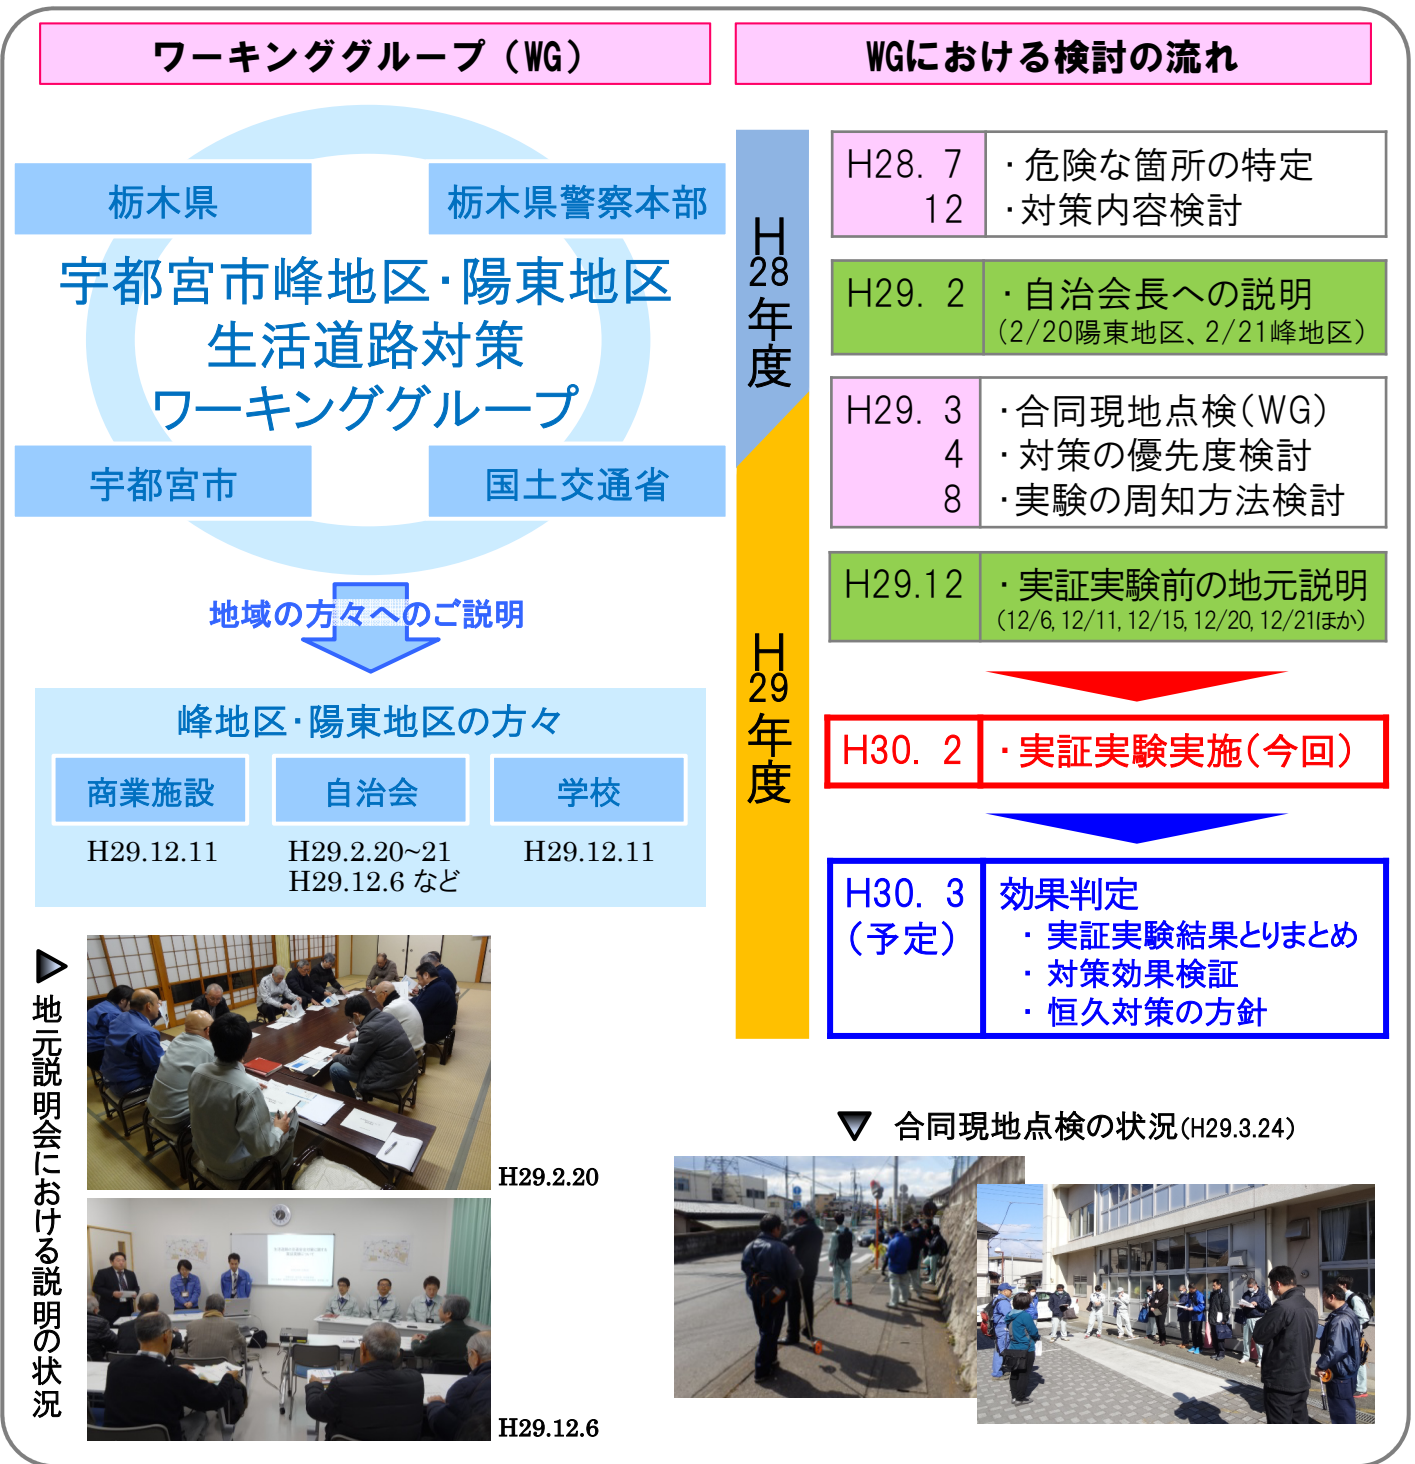 ワーキンググループ（WG）
栃木県
栃木県警察本部
宇都宮市峰地区・陽東地区
生活道路対策
ワーキンググループ
宇都宮市
国土交通省
地域の方々へのご説明
峰地区・陽東地区の方々
商業施設
自治会
学校
H29.12.11
H29.2.20~21
H29.12.6 など
H29.12.11
地元説明会における説明の状況
H29.2.20
H29.12.6
WGにおける検討の流れ
H28年度
H29年度
H28. 7 ・危険な箇所の特定
12 ・対策内容検討
H29. 2 ・自治会長への説明
（2/20陽東地区、2/21峰地区）
H29. 3 ・合同現地点検（WG）
4 ・対策の優先度検討
8 ・実験の周知方法検討
H29.12 ・実証実験前の地元説明
（12/6, 12/11, 12/15, 12/20, 12/21ほか）
H30. 2 ・実証実験実施（今回）
H30. 3 効果判定
（予定） ・実証実験結果とりまとめ
・対策効果検証
・恒久対策の方針
合同現地点検の状況（H29.3.24）